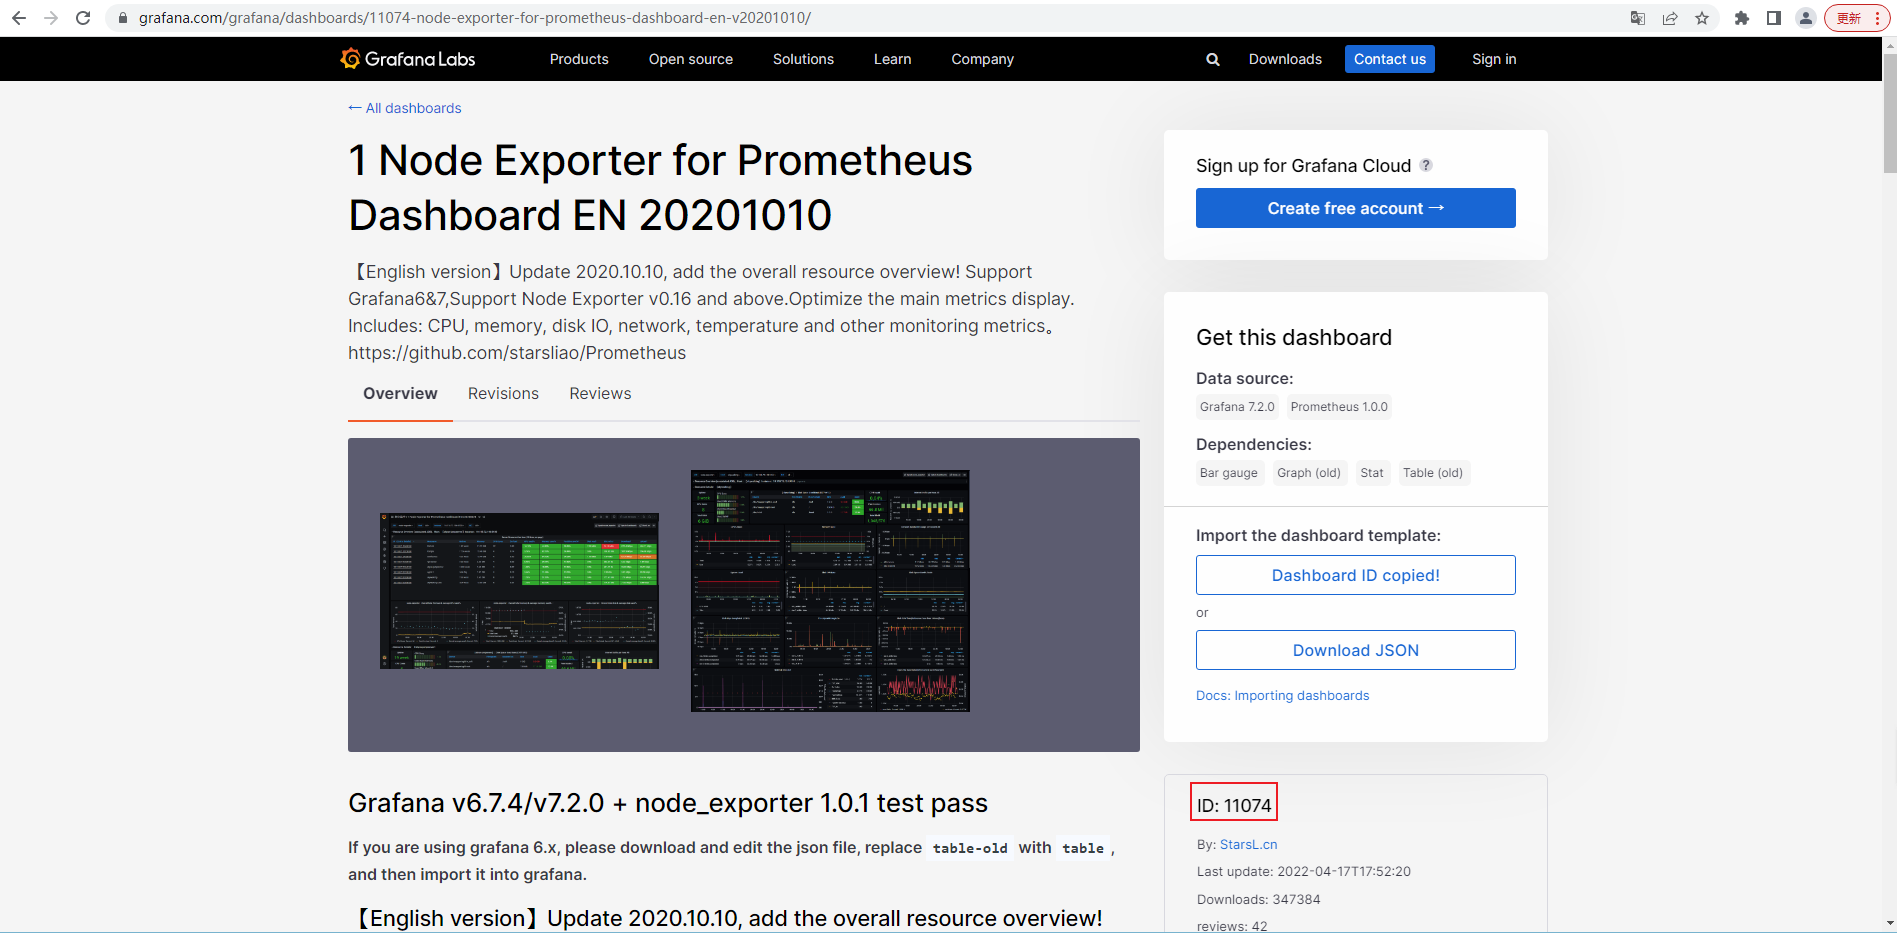 grafana.com/grafana/dashboards/11074-node-exporter-for-prometheus-dashboard-en-v20201010/
更新
Grafana Labs
Products
Open source
Solutions
Learn
Company
Downloads
Contact us
Sign in
← All dashboards
1 Node Exporter for Prometheus
Dashboard EN 20201010
【English version】Update 2020.10.10, add the overall resource overview! Support
Grafana6&7,Support Node Exporter v0.16 and above.Optimize the main metrics display.
Includes: CPU, memory, disk IO, network, temperature and other monitoring metrics。
https://github.com/starsliao/Prometheus
Overview
Revisions
Reviews
Grafana v6.7.4/v7.2.0 + node_exporter 1.0.1 test pass
If you are using grafana 6.x, please download and edit the json file, replace table-old with table ,
and then import it into grafana.
【English version】Update 2020.10.10, add the overall resource overview!
Sign up for Grafana Cloud ?
Create free account →
Get this dashboard
Data source:
Grafana 7.2.0
Prometheus 1.0.0
Dependencies:
Bar gauge
Graph (old)
Stat
Table (old)
Import the dashboard template:
Dashboard ID copied!
or
Download JSON
Docs: Importing dashboards
ID: 11074
By: StarsL.cn
Last update: 2022-04-17T17:52:20
Downloads: 347384
reviews: 42